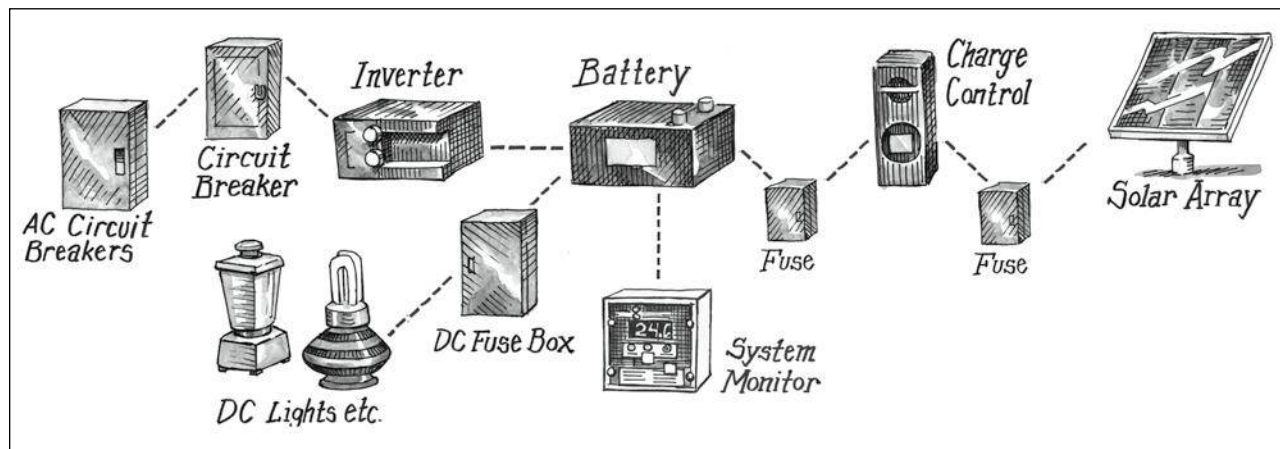 AC Circuit
Breakers
Circuit
Breaker
Inverter
Battery
Charge
Control
Solar Array
Fuse
Fuse
DC Lights etc.
DC Fuse Box
24.6
System
Monitor